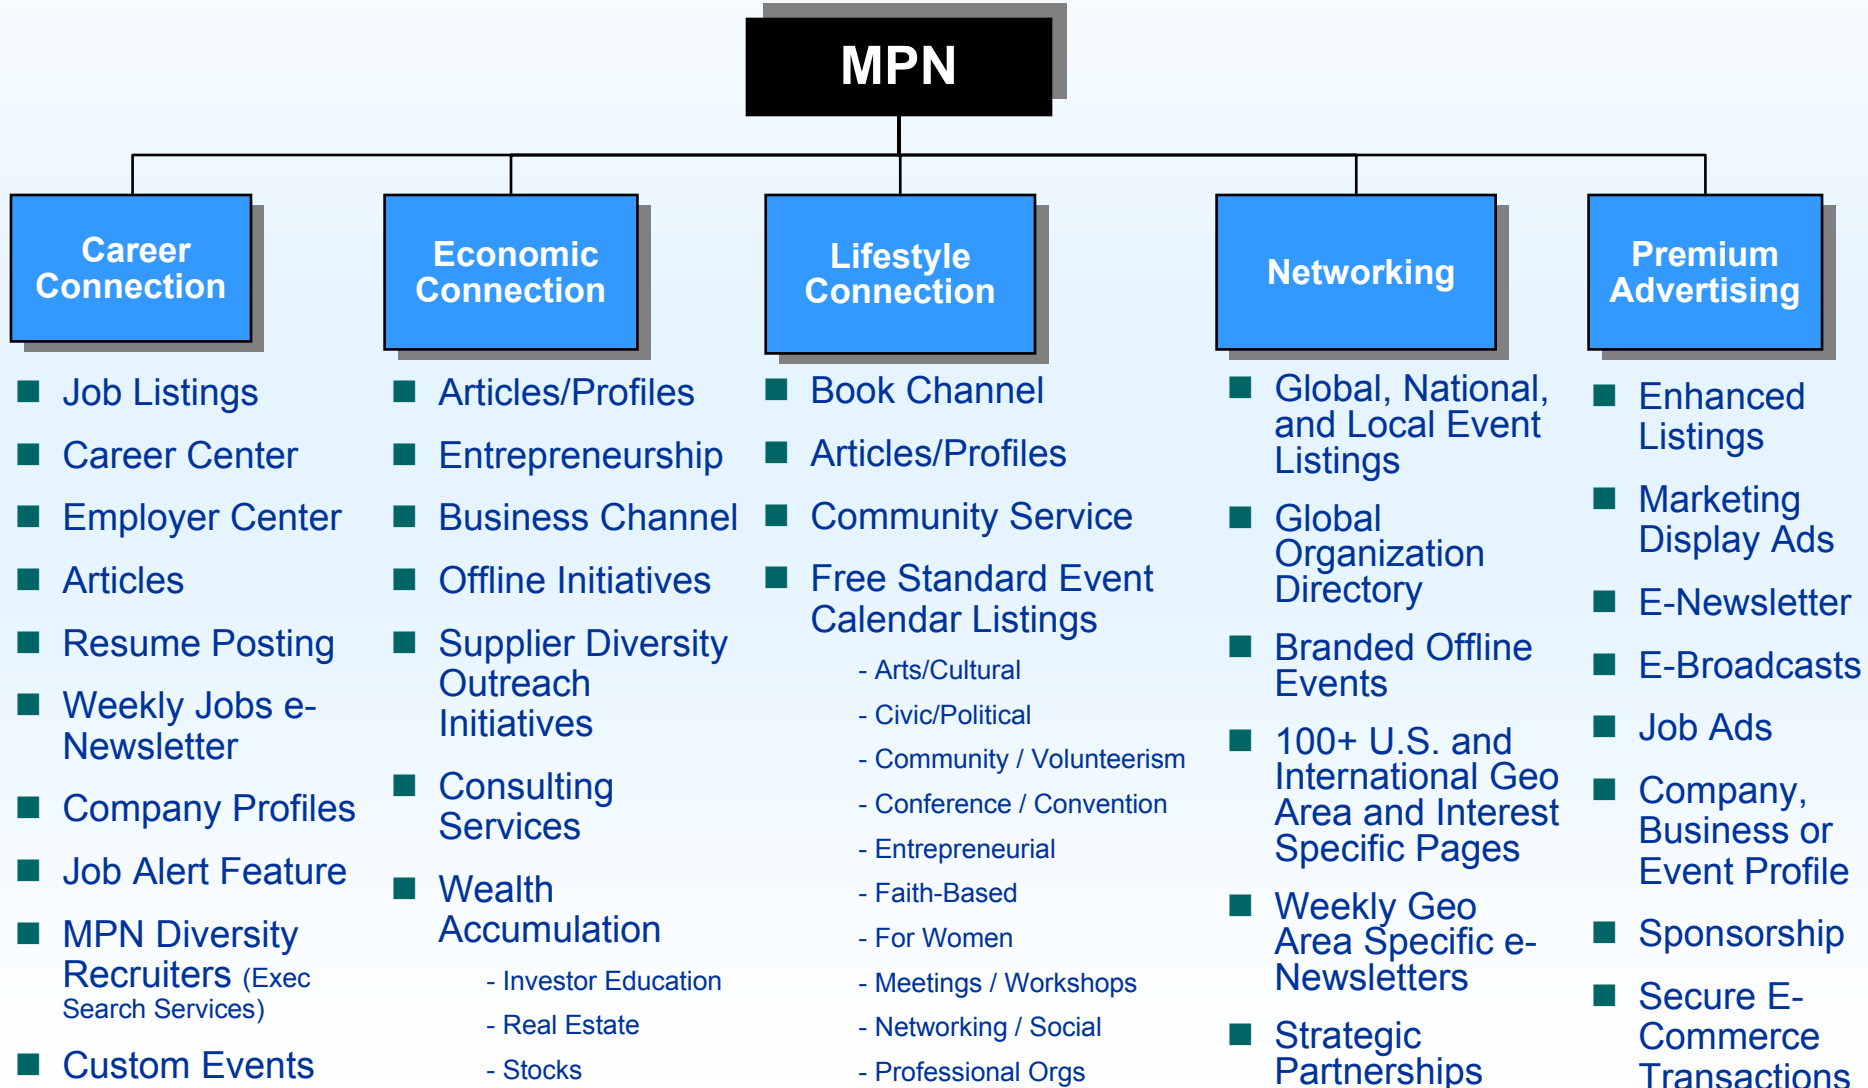 MPN
Career
Connection
Job Listings
Career Center
Employer Center
Articles
Resume Posting
Weekly Jobs e-
Newsletter
Company Profiles
Job Alert Feature
MPN Diversity
Recruiters (Exec
Search Services)
Custom Events
Economic
Connection
Articles/Profiles
Entrepreneurship
Business Channel
Offline Initiatives
Supplier Diversity
Outreach
Initiatives
Consulting
Services
Wealth
Accumulation
- Investor Education
- Real Estate
- Stocks
Lifestyle
Connection
Book Channel
Articles/Profiles
Community Service
Free Standard Event
Calendar Listings
- Arts/Cultural
- Civic/Political
- Community / Volunteerism
- Conference / Convention
- Entrepreneurial
- Faith-Based
- For Women
- Meetings / Workshops
- Networking / Social
- Professional Orgs
Networking
Global, National,
and Local Event
Listings
Global
Organization
Directory
Branded Offline
Events
100+ U.S. and
International Geo
Area and Interest
Specific Pages
Weekly Geo
Area Specific e-
Newsletters
Strategic
Partnerships
Premium
Advertising
Enhanced
Listings
Marketing
Display Ads
E-Newsletter
E-Broadcasts
Job Ads
Company,
Business or
Event Profile
Sponsorship
Secure E-
Commerce
Transactions